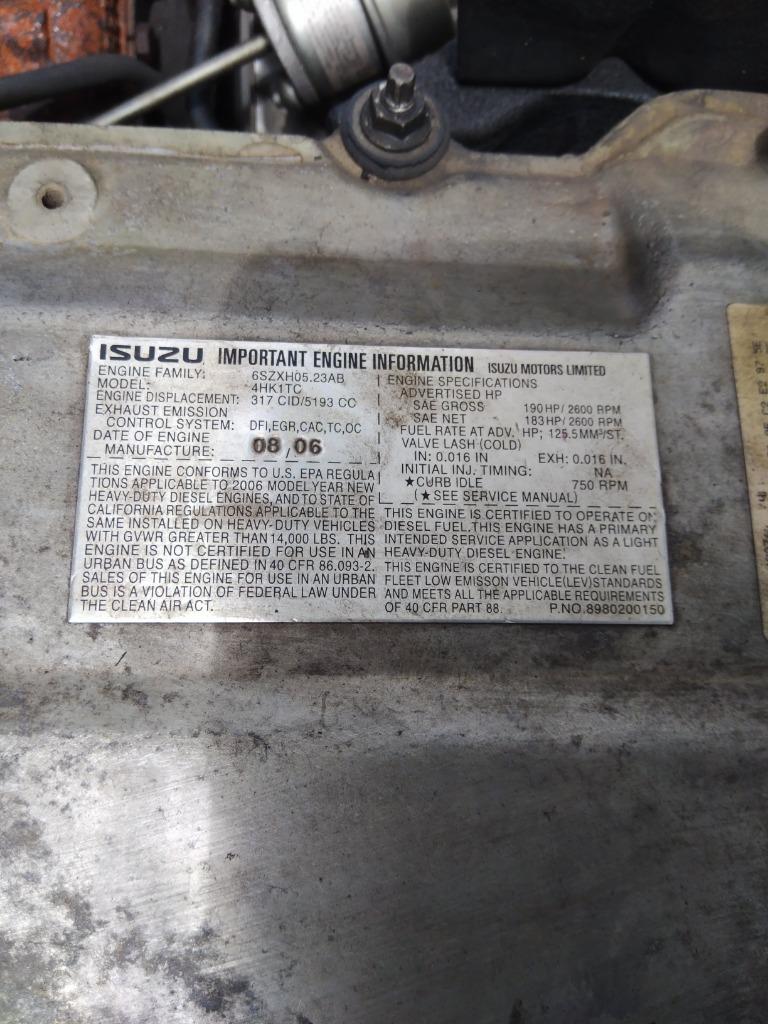 ISUZU IMPORTANT ENGINE INFORMATION ISUZU MOTORS LIMITED
ENGINE FAMILY: 6SZXH05.23AB
MODEL: 4HK1TC
ENGINE DISPLACEMENT: 317 CID/5193 CC
EXHAUST EMISSION
CONTROL SYSTEM: DFI,EGR,CAC,TC,OC
DATE OF ENGINE
MANUFACTURE: 08 06
THIS ENGINE CONFORMS TO U.S. EPA REGULA
TIONS APPLICABLE TO 2006 MODEL YEAR NEW
HEAVY-DUTY DIESEL ENGINES, AND TO STATE OF
CALIFORNIA REGULATIONS APPLICABLE TO THE
SAME INSTALLED ON HEAVY-DUTY VEHICLES
WITH GVWR GREATER THAN 14,000 LBS. THIS
ENGINE IS NOT CERTIFIED FOR USE IN AN
URBAN BUS AS DEFINED IN 40 CFR 86.093-2.
SALES OF THIS ENGINE FOR USE IN AN URBAN
BUS IS A VIOLATION OF FEDERAL LAW UNDER
THE CLEAN AIR ACT.
ENGINE SPECIFICATIONS
ADVERTISED HP
SAE GROSS 190 HP/ 2600 RPM
SAE NET 183 HP/ 2600 RPM
FUEL RATE AT ADV. HP; 125.5 MM³/ST.
VALVE LASH (COLD)
IN: 0.016 IN EXH: 0.016 IN.
INITIAL INJ. TIMING: NA
★CURB IDLE 750 RPM
(★SEE SERVICE MANUAL)
THIS ENGINE IS CERTIFIED TO OPERATE ON
DIESEL FUEL. THIS ENGINE HAS A PRIMARY
INTENDED SERVICE APPLICATION AS A LIGHT
HEAVY-DUTY DIESEL ENGINE.
THIS ENGINE IS CERTIFIED TO THE CLEAN FUEL
FLEET LOW EMISSON VEHICLE(LEV)STANDARDS
AND MEETS ALL THE APPLICABLE REQUIREMENTS
OF 40 CFR PART 88. P.NO.8980200150